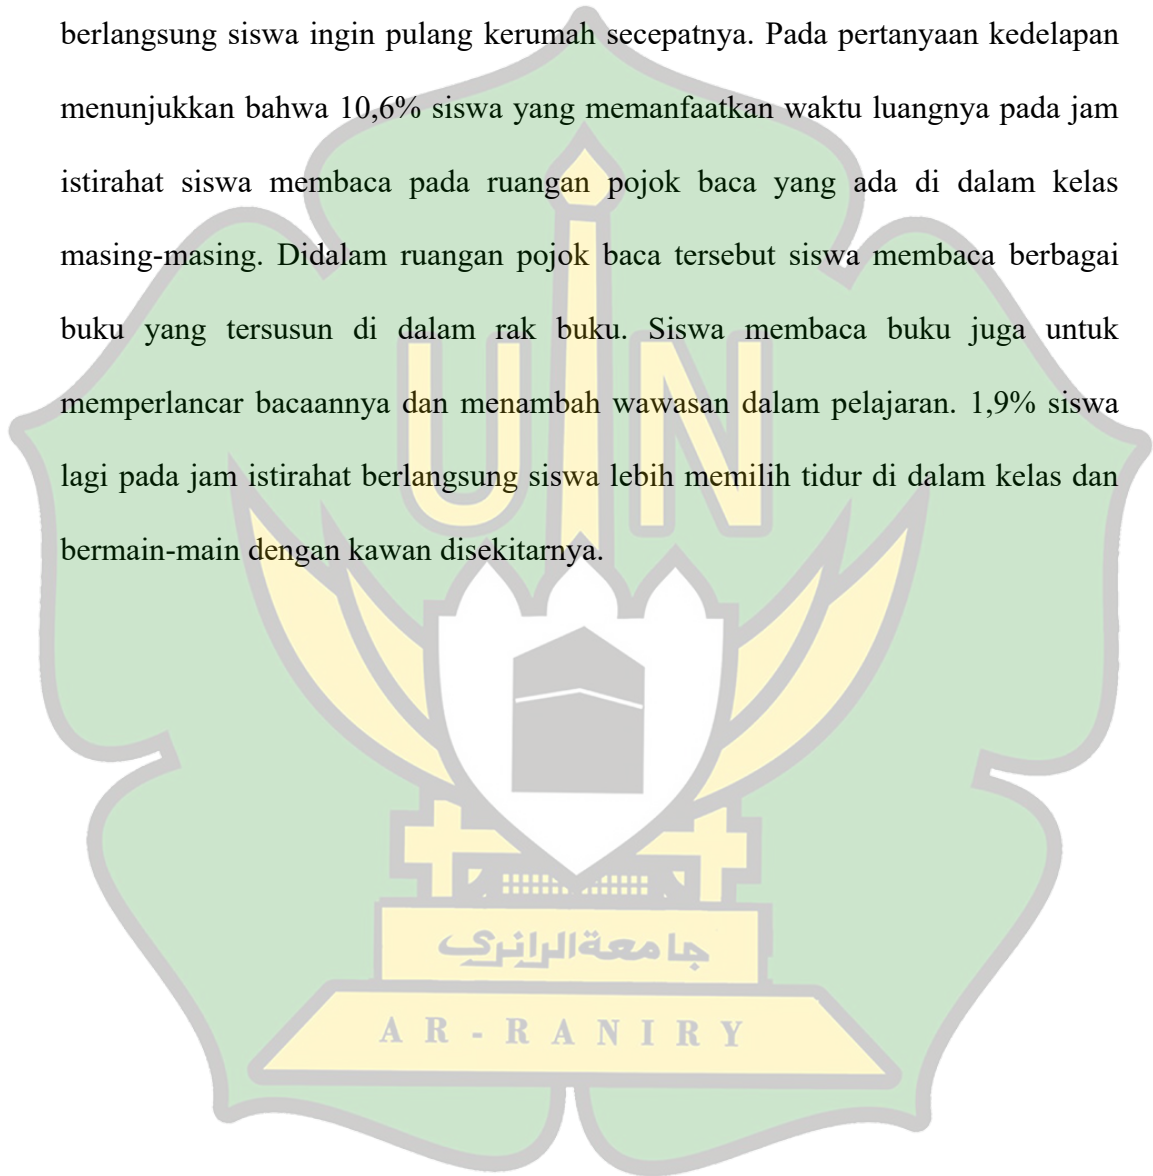 berlangsung siswa ingin pulang kerumah secepatnya. Pada pertanyaan kedelapan
menunjukkan bahwa 10,6% siswa yang memanfaatkan waktu luangnya pada jam
istirahat siswa membaca pada ruangan pojok baca yang ada di dalam kelas
masing-masing. Didalam ruangan pojok baca tersebut siswa membaca berbagai
buku yang tersusun di dalam rak buku. Siswa membaca buku juga untuk
memperlancar bacaannya dan menambah wawasan dalam pelajaran. 1,9% siswa
lagi pada jam istirahat berlangsung siswa lebih memilih tidur di dalam kelas dan
bermain-main dengan kawan disekitarnya.
UIN
جامعةالرانري
AR-RANIRY